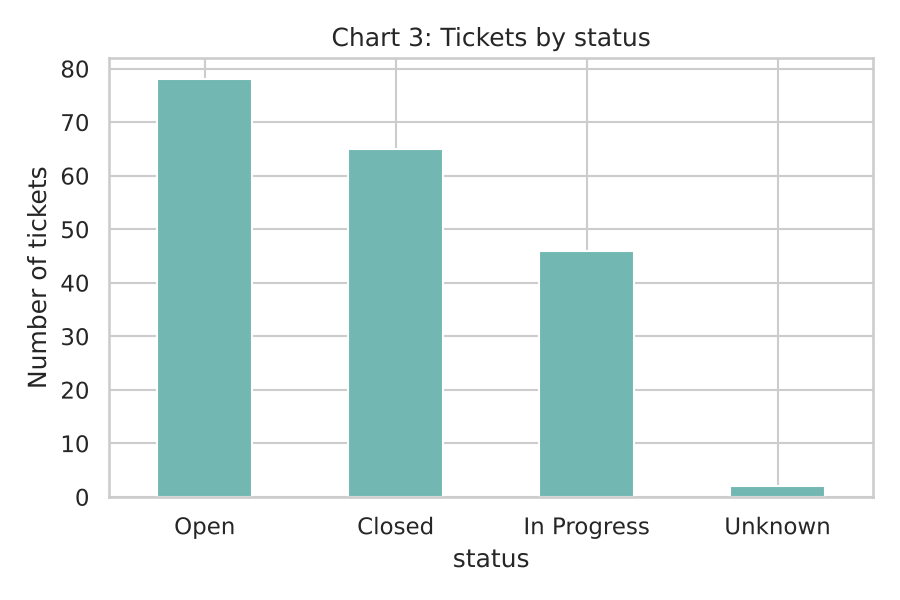 Chart 3: Tickets by status
Number of tickets
80
70
60
50
40
30
20
10
0
Open Closed In Progress Unknown
status